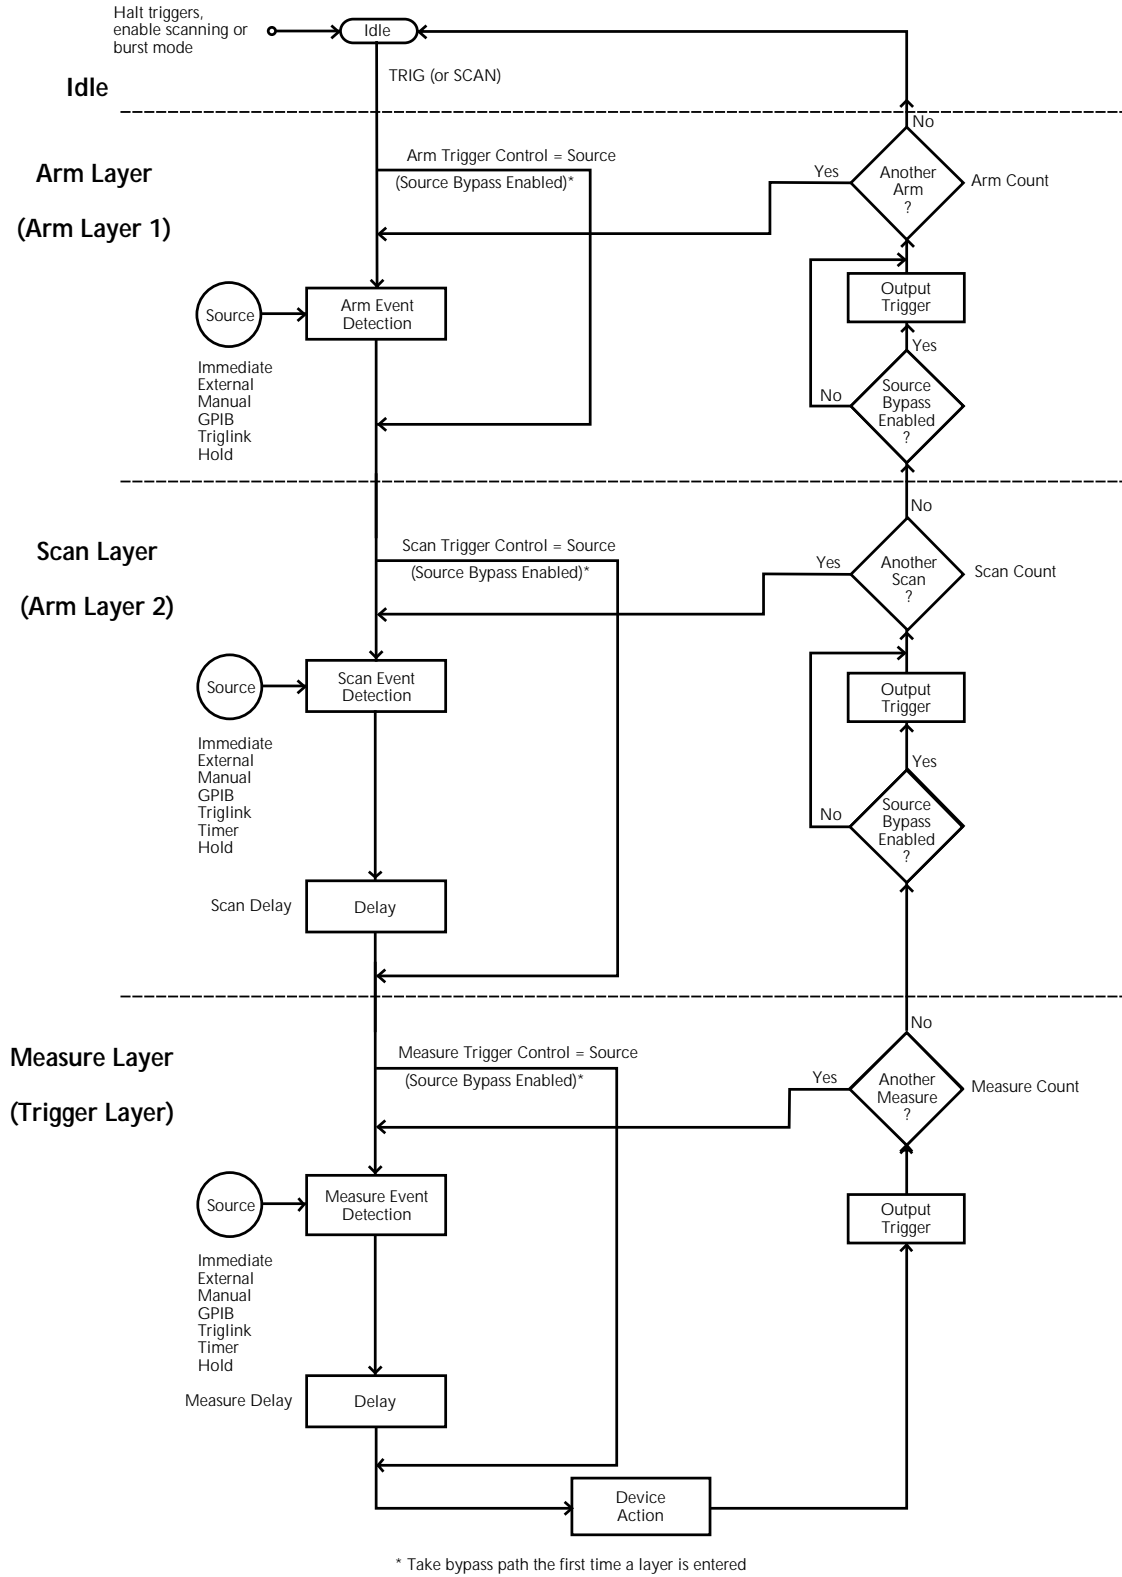 Halt triggers,
enable scanning or
burst mode
Idle
TRIG (or SCAN)
Idle
No
Arm Layer
(Arm Layer 1)
Arm Trigger Control = Source
(Source Bypass Enabled)*
Yes
Another
Arm
?
Arm Count
Output
Trigger
Source
Arm Event
Detection
Yes
Immediate
External
Manual
GPIB
Triglink
Hold
No
Source
Bypass
Enabled
?
No
Scan Layer
(Arm Layer 2)
Scan Trigger Control = Source
(Source Bypass Enabled)*
Yes
Another
Scan
?
Scan Count
Source
Scan Event
Detection
Output
Trigger
Immediate
External
Manual
GPIB
Triglink
Timer
Hold
Yes
No
Source
Bypass
Enabled
?
Scan Delay
Delay
No
Measure Layer
(Trigger Layer)
Measure Trigger Control = Source
(Source Bypass Enabled)*
Yes
Another
Measure
?
Measure Count
Source
Measure Event
Detection
Output
Trigger
Immediate
External
Manual
GPIB
Triglink
Timer
Hold
Measure Delay
Delay
Device
Action
* Take bypass path the first time a layer is entered